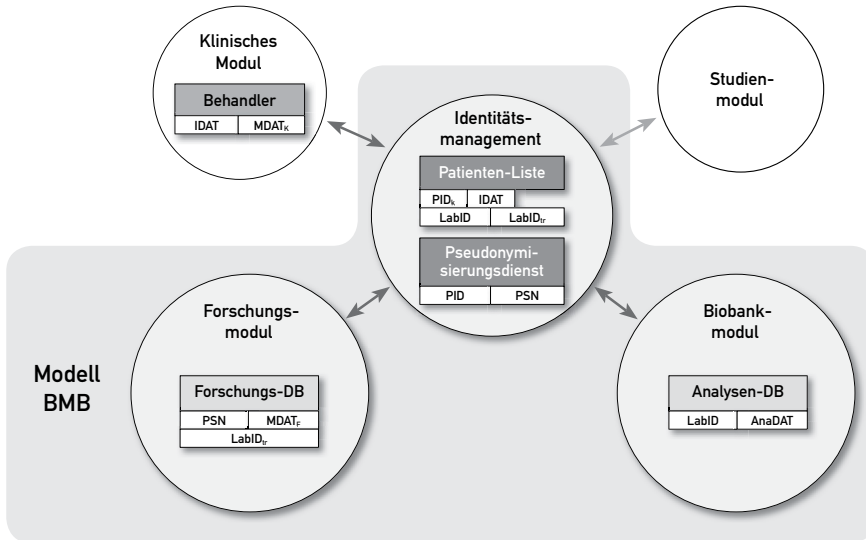 Klinisches
Modul
Behandler
IDAT MDATK
Identitäts-
management
Patienten-Liste
PIDk IDAT
LabID LabIDtr
Pseudonymi-
sierungsdienst
PID PSN
Studien-
modul
Forschungs-
modul
Forschungs-DB
PSN MDATF
LabIDtr
Modell
BMB
Biobank-
modul
Analysen-DB
LabID AnaDAT